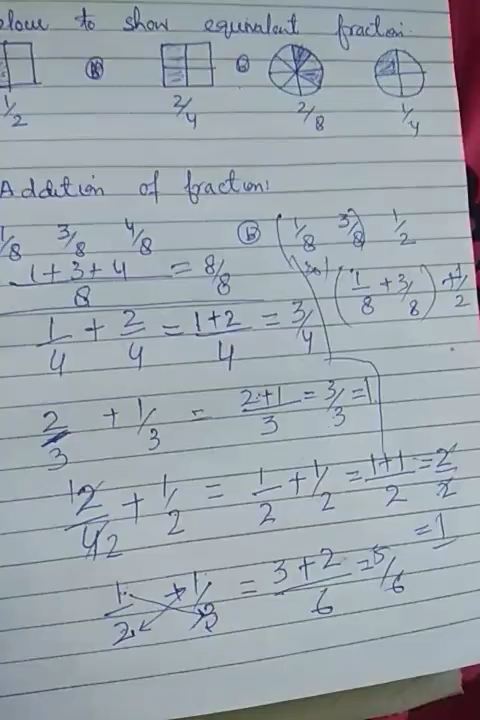 to show equivalent fraction.
B C
1/2 2/4 2/8 1/4
Addition of fraction:
1/8 3/8 4/8 B (1/8 3/8) 1/2
1+3+4/8 = 8/8 (1/8 + 3/8) + 1/2
1/4 + 2/4 = 1+2/4 = 3/4
2/3 + 1/3 = 2+1/3 = 3/3 = 1
12/42 + 1/2 = 1/2 + 1/2 = 1+1/2 = 2/2
= 1
1/2 + 1/3 = 3+2/6 = 5/6